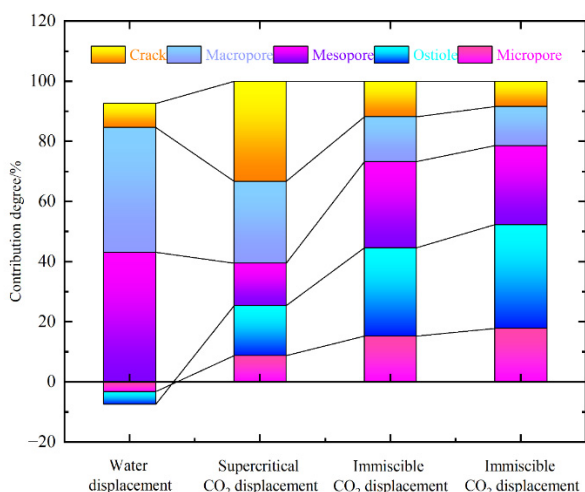 120
100
80
60
40
20
0
−20
Contribution degree/%
Crack Macropore Mesopore Ostiole Micropore
Water
displacement
Supercritical
CO₂ displacement
Immiscible
CO₂ displacement
Immiscible
CO₂ displacement